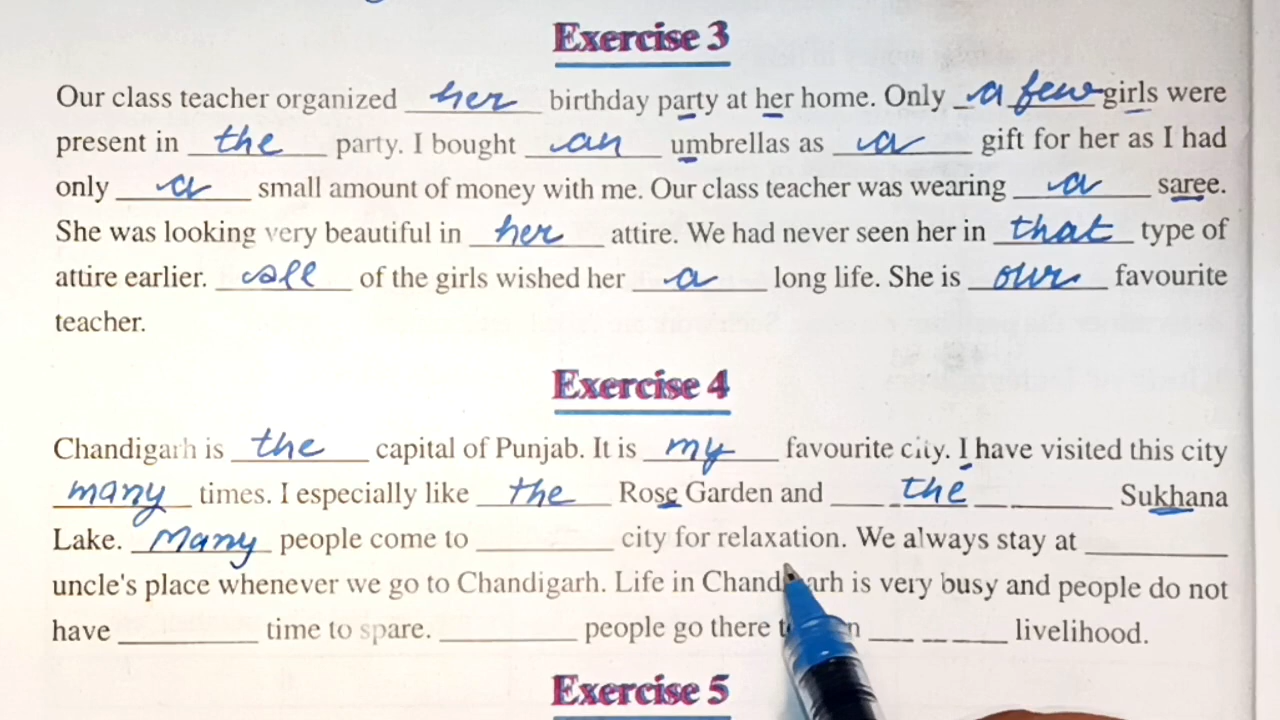 Exercise 3
Our class teacher organized her birthday party at her home. Only a few girls were
present in the party. I bought an umbrellas as a gift for her as I had
only a small amount of money with me. Our class teacher was wearing a saree.
She was looking very beautiful in her attire. We had never seen her in that type of
attire earlier. all of the girls wished her a long life. She is our favourite
teacher.
Exercise 4
Chandigarh is the capital of Punjab. It is my favourite city. I have visited this city
many times. I especially like the Rose Garden and the Sukhana
Lake. Many people come to ______ city for relaxation. We always stay at ______
uncle's place whenever we go to Chandigarh. Life in Chandigarh is very busy and people do not
have ______ time to spare. ______ people go there ______ livelihood.
Exercise 5